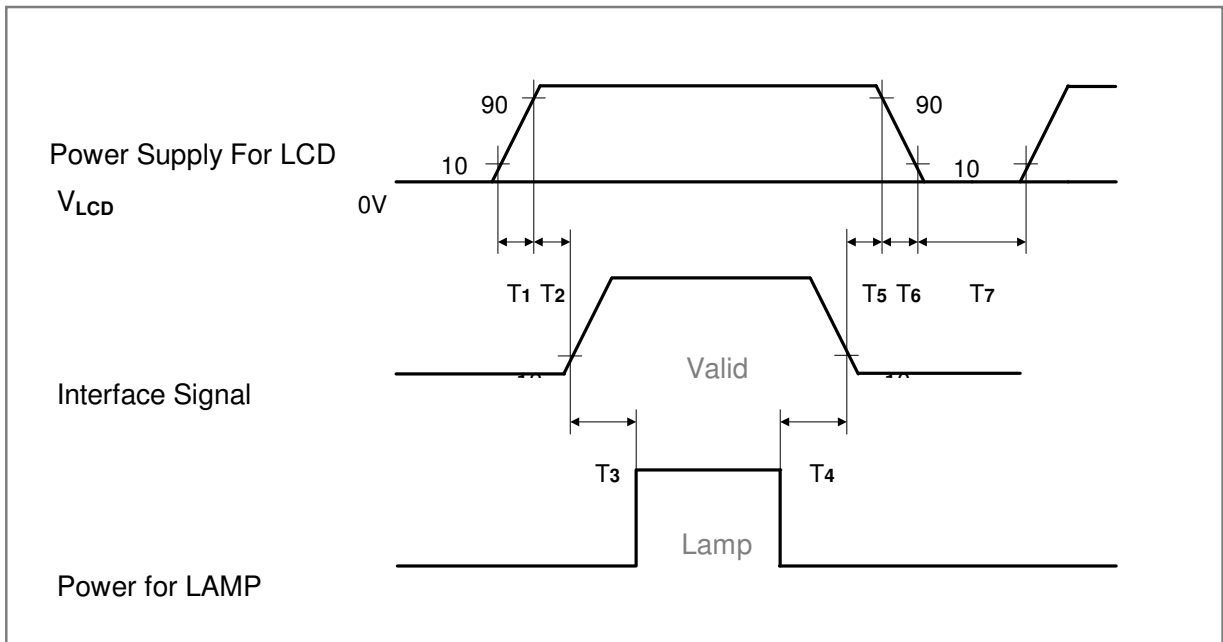 90
90
Power Supply For LCD
10
10
VLCD
0V
T1 T2
T5 T6
T7
Valid
Interface Signal
T3
T4
Lamp
Power for LAMP